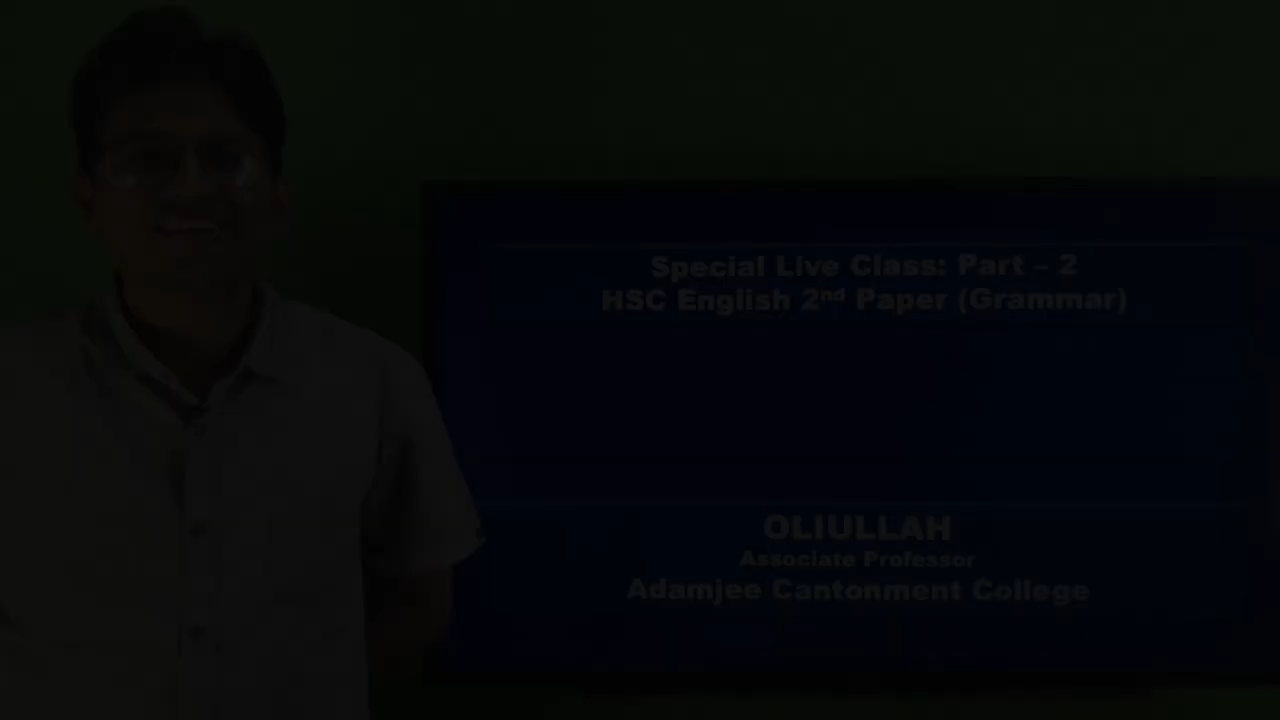 Special Live Class: Part – 2
HSC English 2nd Paper (Grammar)
OLIULLAH
Associate Professor
Adamjee Cantonment College